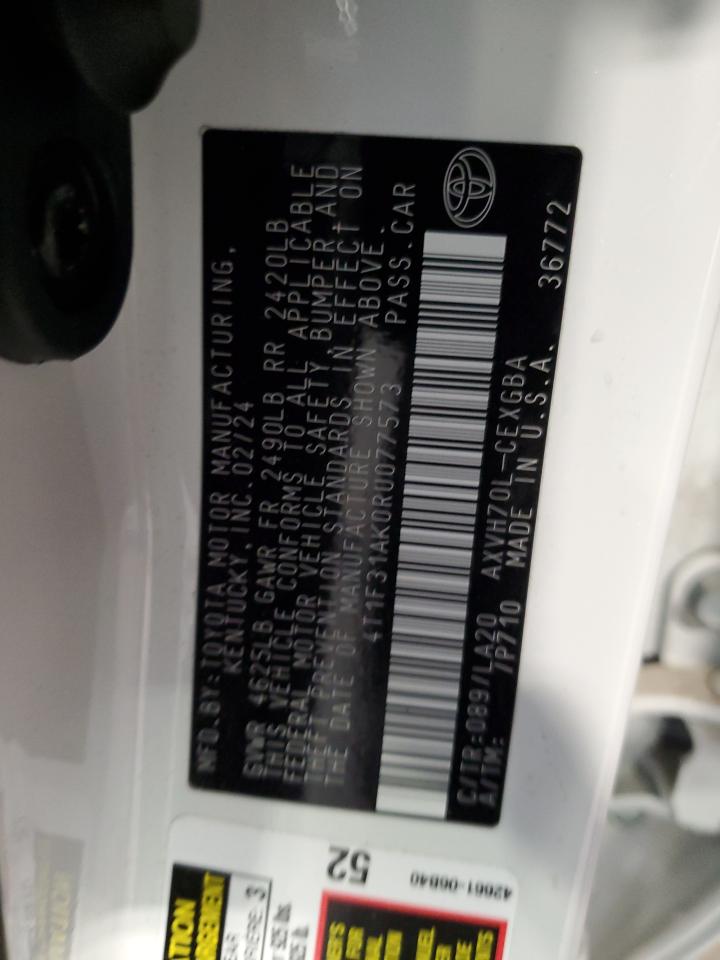 MFD.BY:TOYOTA MOTOR MANUFACTURING,
KENTUCKY, INC.02/24
GVWR 4625LB GAWR FR 2490LB RR 2420LB
THIS VEHICLE CONFORMS TO ALL APPLICABLE
FEDERAL MOTOR VEHICLE SAFETY, BUMPER AND
THEFT PREVENTION STANDARDS IN EFFECT ON
THE DATE OF MANUFACTURE SHOWN ABOVE.
4T1F31AK0RU077573 PASS.CAR
C/TR:089/LA20 AXVH70L-CEXGBA
A/TM: 7P710 MADE IN U.S.A. 36772
52
42661-06B40
3